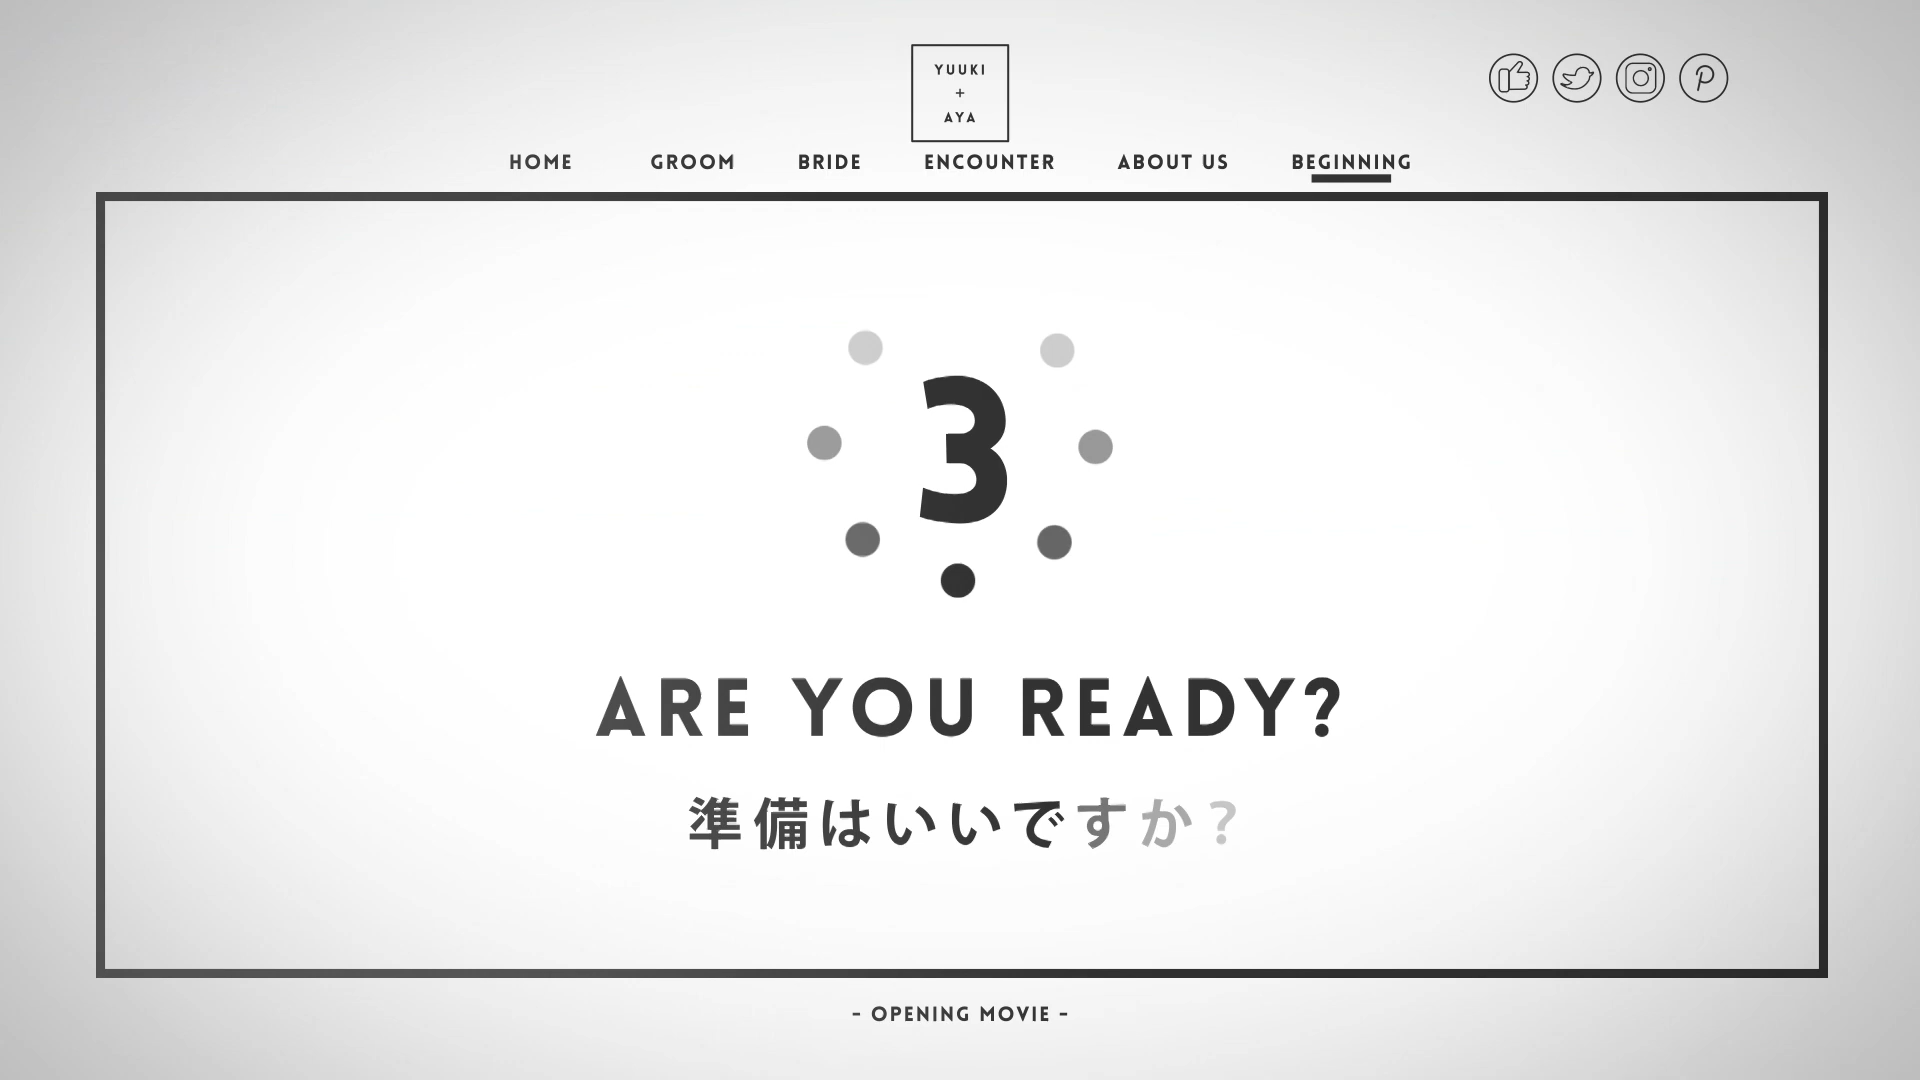 YUUKI
+
AYA
HOME GROOM BRIDE ENCOUNTER ABOUT US BEGINNING
3
ARE YOU READY?
準備はいいですか？
- OPENING MOVIE -